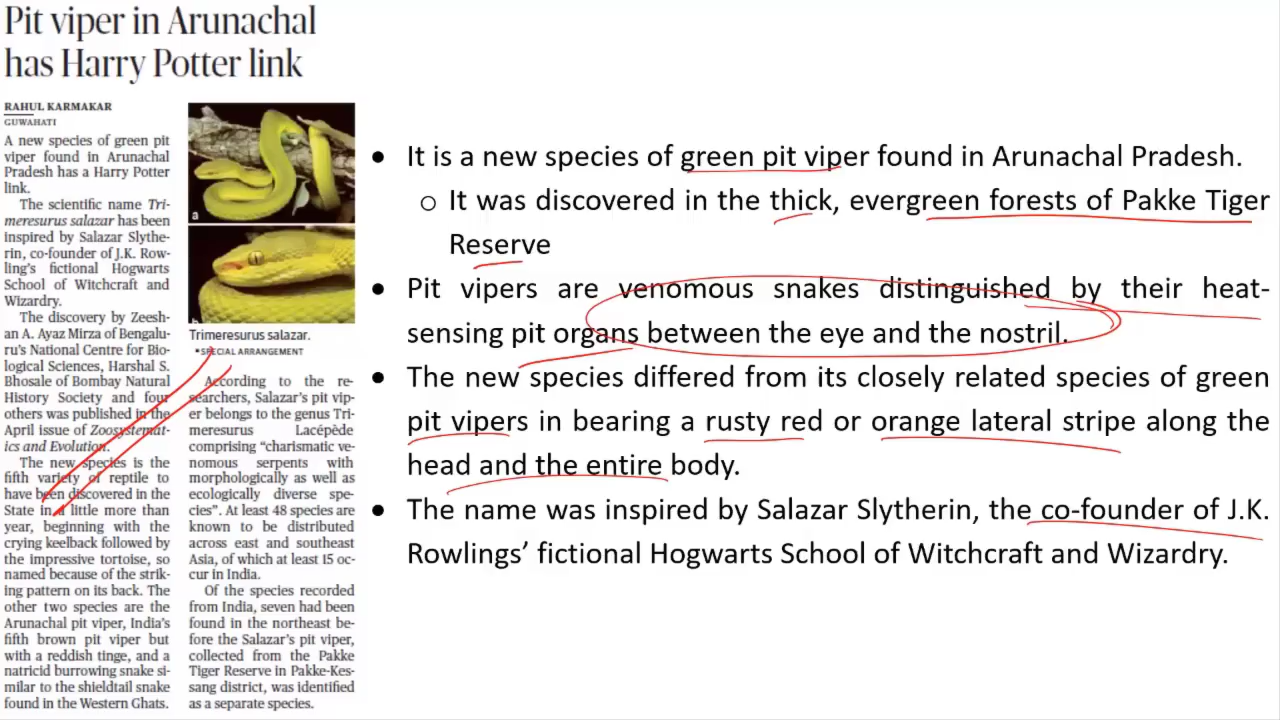 Pit viper in Arunachal
has Harry Potter link
RAHUL KARMAKAR
GUWAHATI
A new species of green pit
viper found in Arunachal
Pradesh has a Harry Potter
link.
The scientific name Tri-
meresurus salazar has been
inspired by Salazar Slythe-
rin, co-founder of J.K. Row-
ling's fictional Hogwarts
School of Witchcraft and
Wizardry.
The discovery by Zeesh-
an A. Ayaz Mirza of Bengalu-
ru's National Centre for Bio-
logical Sciences, Harshal S.
Bhosale of Bombay Natural
History Society and four
others was published in the
April issue of Zoosystemat-
ics and Evolution.
The new species is the
fifth variety of reptile to
have been discovered in the
State in a little more than
year, beginning with the
crying keelback followed by
the impressive tortoise, so
named because of the strik-
ing pattern on its back. The
other two species are the
Arunachal pit viper, India's
fifth brown pit viper but
with a reddish tinge, and a
natricid burrowing snake si-
milar to the shieldtail snake
found in the Western Ghats.
a
Trimeresurus salazar.
▪SPECIAL ARRANGEMENT
According to the re-
searchers, Salazar's pit vip-
er belongs to the genus Tri-
meresurus Lacépède
comprising "charismatic ve-
nomous serpents with
morphologically as well as
ecologically diverse spe-
cies". At least 48 species are
known to be distributed
across east and southeast
Asia, of which at least 15 oc-
cur in India.
Of the species recorded
from India, seven had been
found in the northeast be-
fore the Salazar's pit viper,
collected from the Pakke
Tiger Reserve in Pakke-Kes-
sang district, was identified
as a separate species.
• It is a new species of green pit viper found in Arunachal Pradesh.
o It was discovered in the thick, evergreen forests of Pakke Tiger
Reserve
• Pit vipers are venomous snakes distinguished by their heat-
sensing pit organs between the eye and the nostril.
• The new species differed from its closely related species of green
pit vipers in bearing a rusty red or orange lateral stripe along the
head and the entire body.
• The name was inspired by Salazar Slytherin, the co-founder of J.K.
Rowlings' fictional Hogwarts School of Witchcraft and Wizardry.